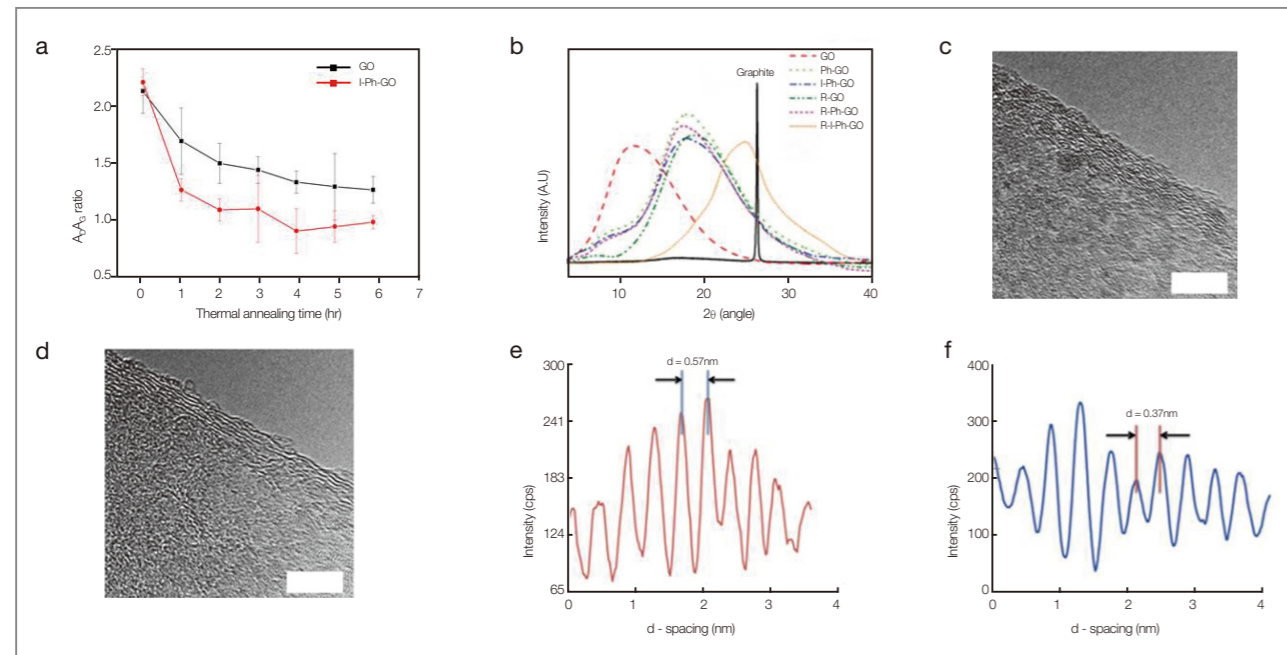 a
2.5
2.0
1.5
1.0
0.5
A_D/A_G ratio
GO
I-Ph-GO
0 1 2 3 4 5 6 7
Thermal annealing time (hr)
b
Intensity (A.U)
Graphite
GO
Ph-GO
I-Ph-GO
R-GO
R-Ph-GO
R-I-Ph-GO
10 20 30 40
2θ (angle)
c
d
e
300
241
183
124
65
Intensity (cps)
d = 0.57nm
0 1 2 3 4
d - spacing (nm)
f
400
300
200
100
0
Intensity (cps)
d = 0.37nm
0 1 2 3 4
d - spacing (nm)